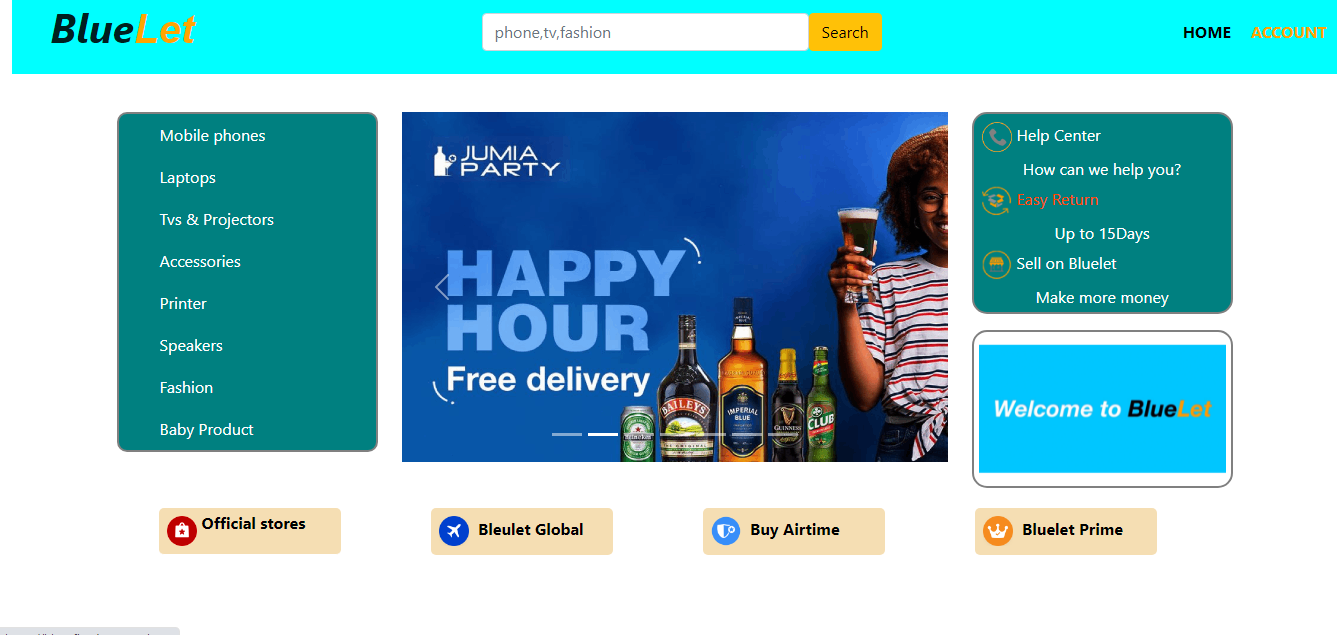 BlueLet
phone,tv,fashion
Search
HOME
ACCOUNT
Mobile phones
Laptops
Tvs & Projectors
Accessories
Printer
Speakers
Fashion
Baby Product
JUMIA
PARTY
HAPPY
HOUR
Free delivery
Heineken
BAILEYS
THE ORIGINAL
IMPERIAL
BLUE
GUINNESS
CLUB
Help Center
How can we help you?
Easy Return
Up to 15Days
Sell on Bluelet
Make more money
Welcome to BlueLet
Official stores
Bleulet Global
Buy Airtime
Bluelet Prime